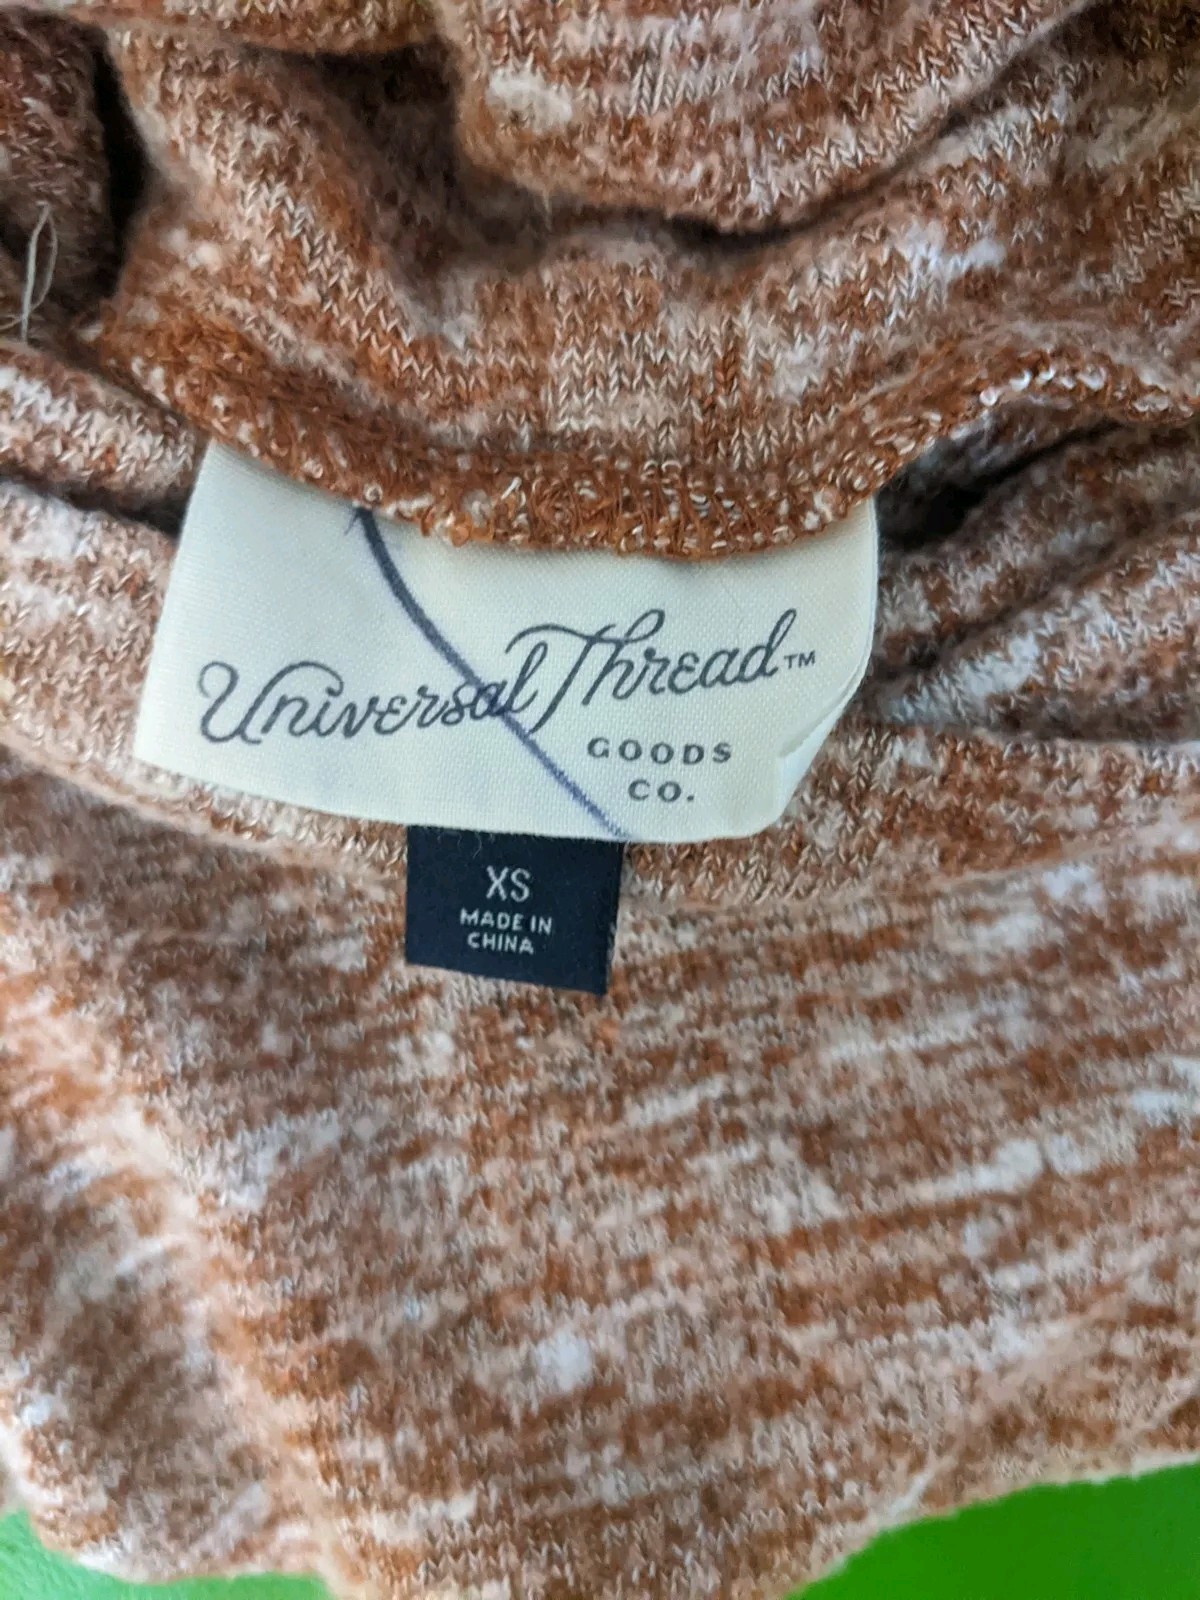 Universal Thread™
GOODS
CO.
XS
MADE IN
CHINA